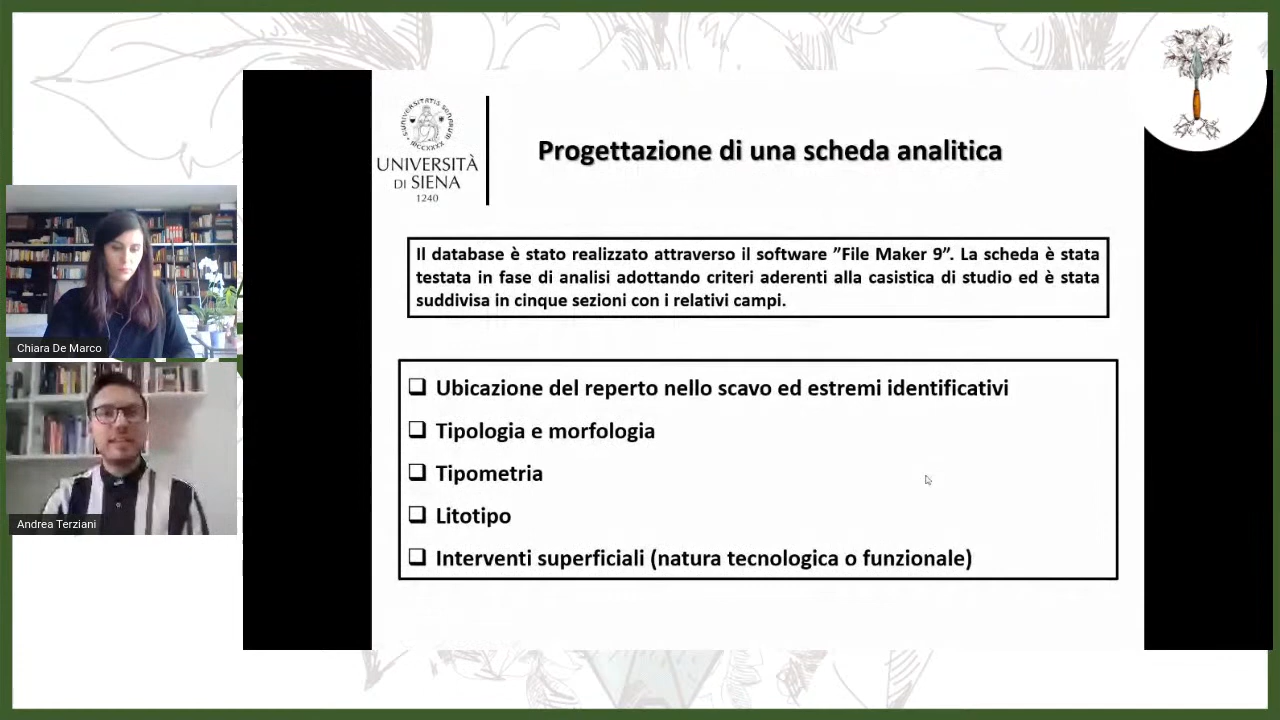 UNIVERSITÀ
DI SIENA
1240
Progettazione di una scheda analitica
Il database è stato realizzato attraverso il software ”File Maker 9”. La scheda è stata
testata in fase di analisi adottando criteri aderenti alla casistica di studio ed è stata
suddivisa in cinque sezioni con i relativi campi.
Chiara De Marco
Andrea Terziani
Ubicazione del reperto nello scavo ed estremi identificativi
Tipologia e morfologia
Tipometria
Litotipo
Interventi superficiali (natura tecnologica o funzionale)